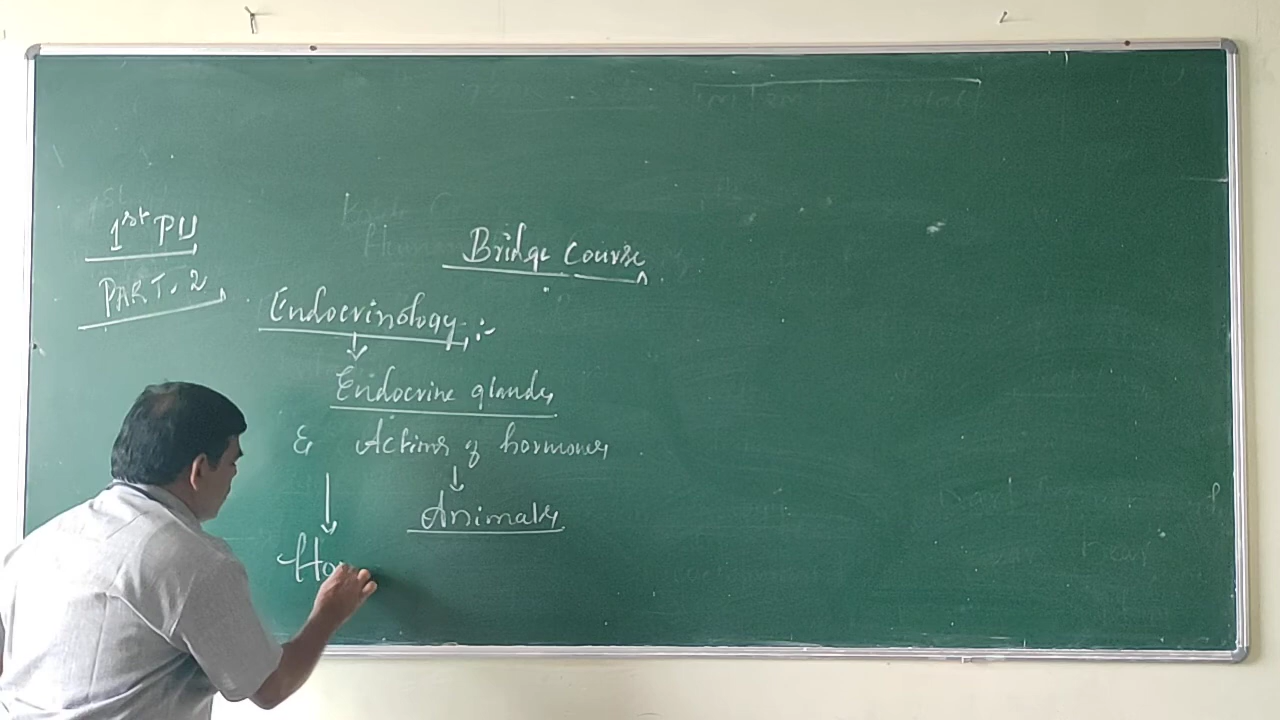 1st PU
PART-2
Bridge Course
Endocrinology :-
Endocrine glands
& Actions of hormones
Animals
Ho